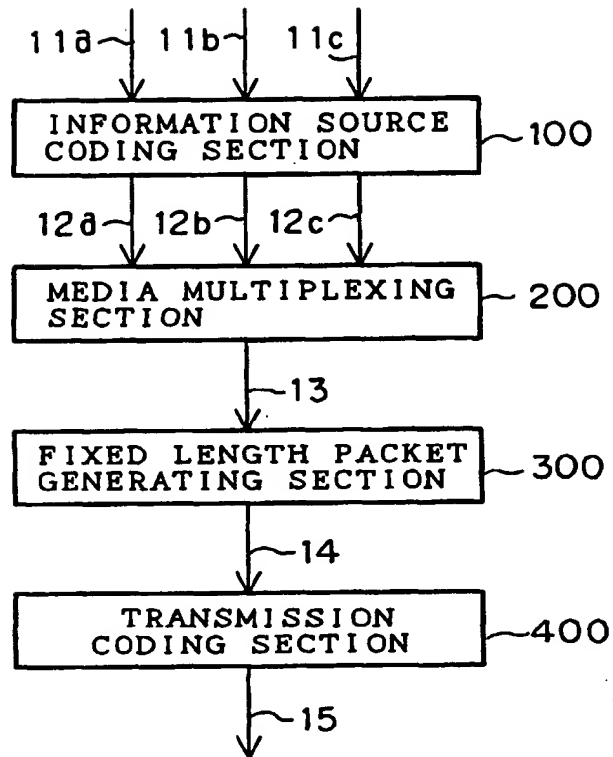 11a 11b 11c
INFORMATION SOURCE
CODING SECTION
100
12a 12b 12c
MEDIA MULTIPLEXING
SECTION
200
13
FIXED LENGTH PACKET
GENERATING SECTION
300
14
TRANSMISSION
CODING SECTION
400
15